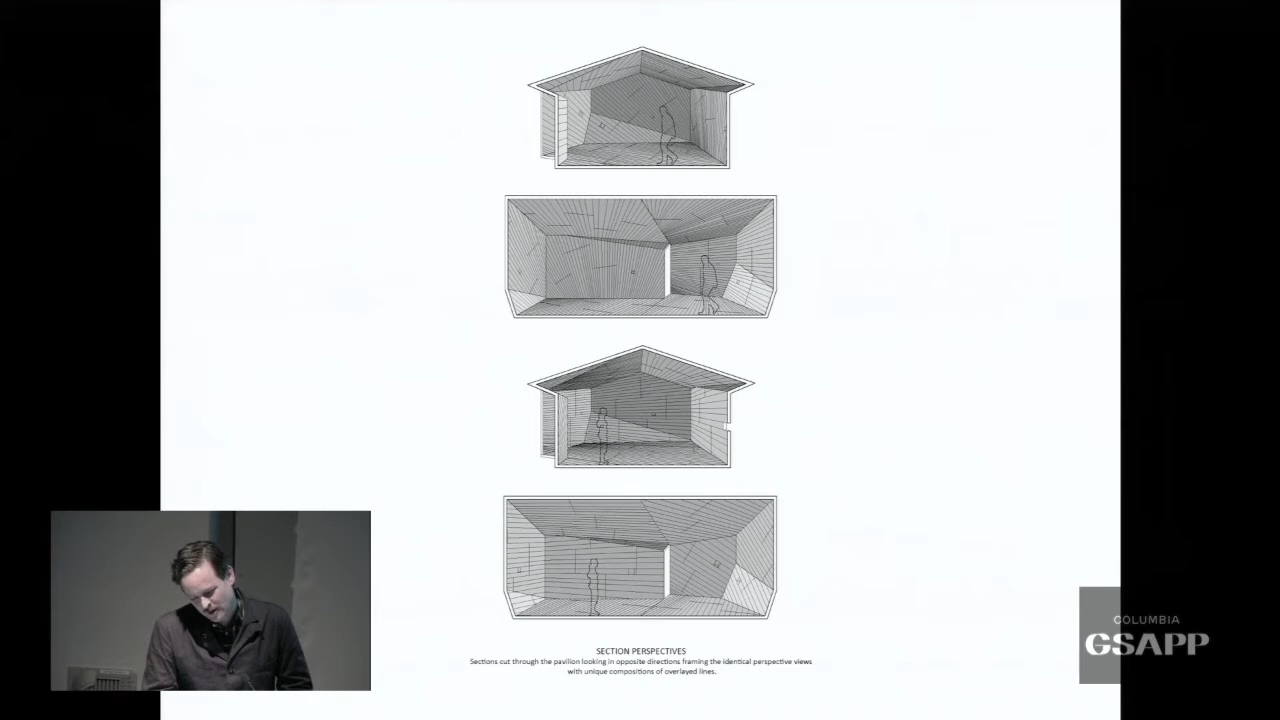 SECTION PERSPECTIVES
Sections cut through the pavilion looking in opposite directions framing the identical perspective views
with unique compositions of overlayed lines.
COLUMBIA
GSAPP